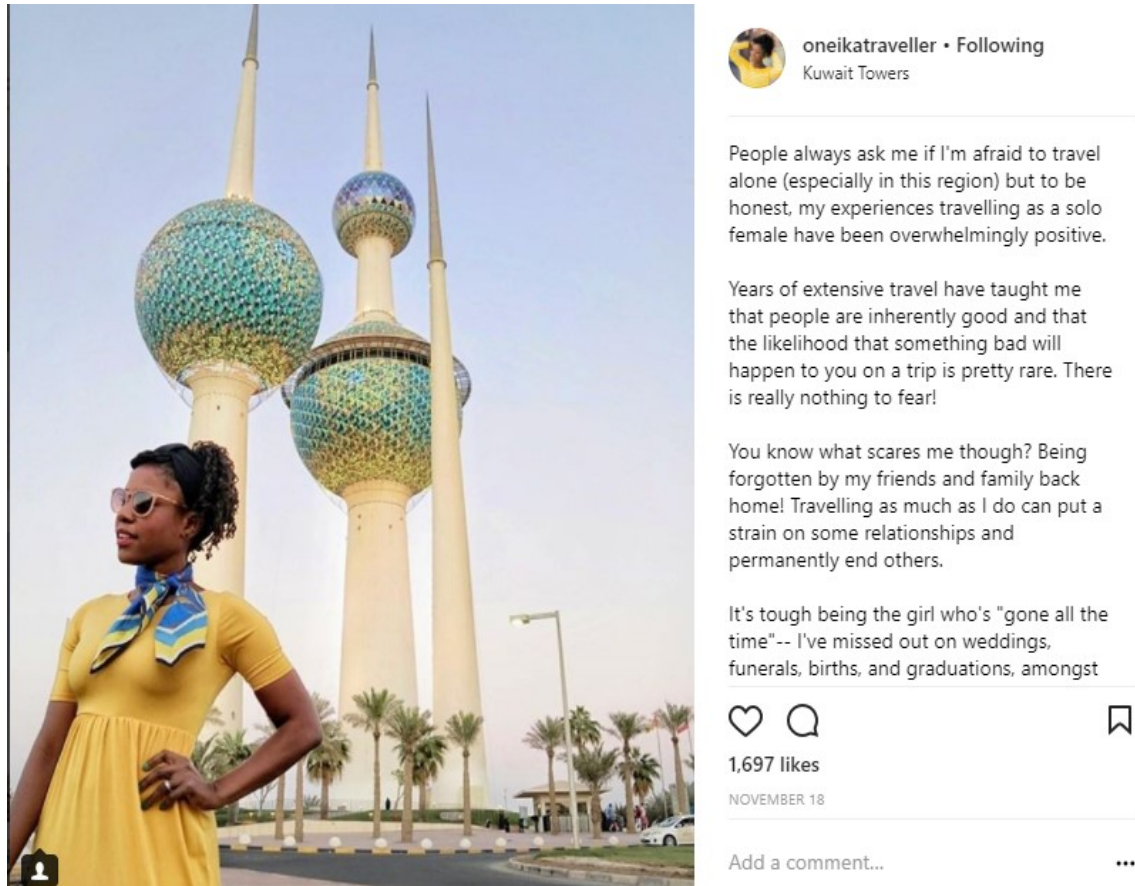 oneikatraveller • Following
Kuwait Towers
People always ask me if I'm afraid to travel
alone (especially in this region) but to be
honest, my experiences travelling as a solo
female have been overwhelmingly positive.
Years of extensive travel have taught me
that people are inherently good and that
the likelihood that something bad will
happen to you on a trip is pretty rare. There
is really nothing to fear!
You know what scares me though? Being
forgotten by my friends and family back
home! Travelling as much as I do can put a
strain on some relationships and
permanently end others.
It's tough being the girl who's "gone all the
time"-- I've missed out on weddings,
funerals, births, and graduations, amongst
1,697 likes
NOVEMBER 18
Add a comment...